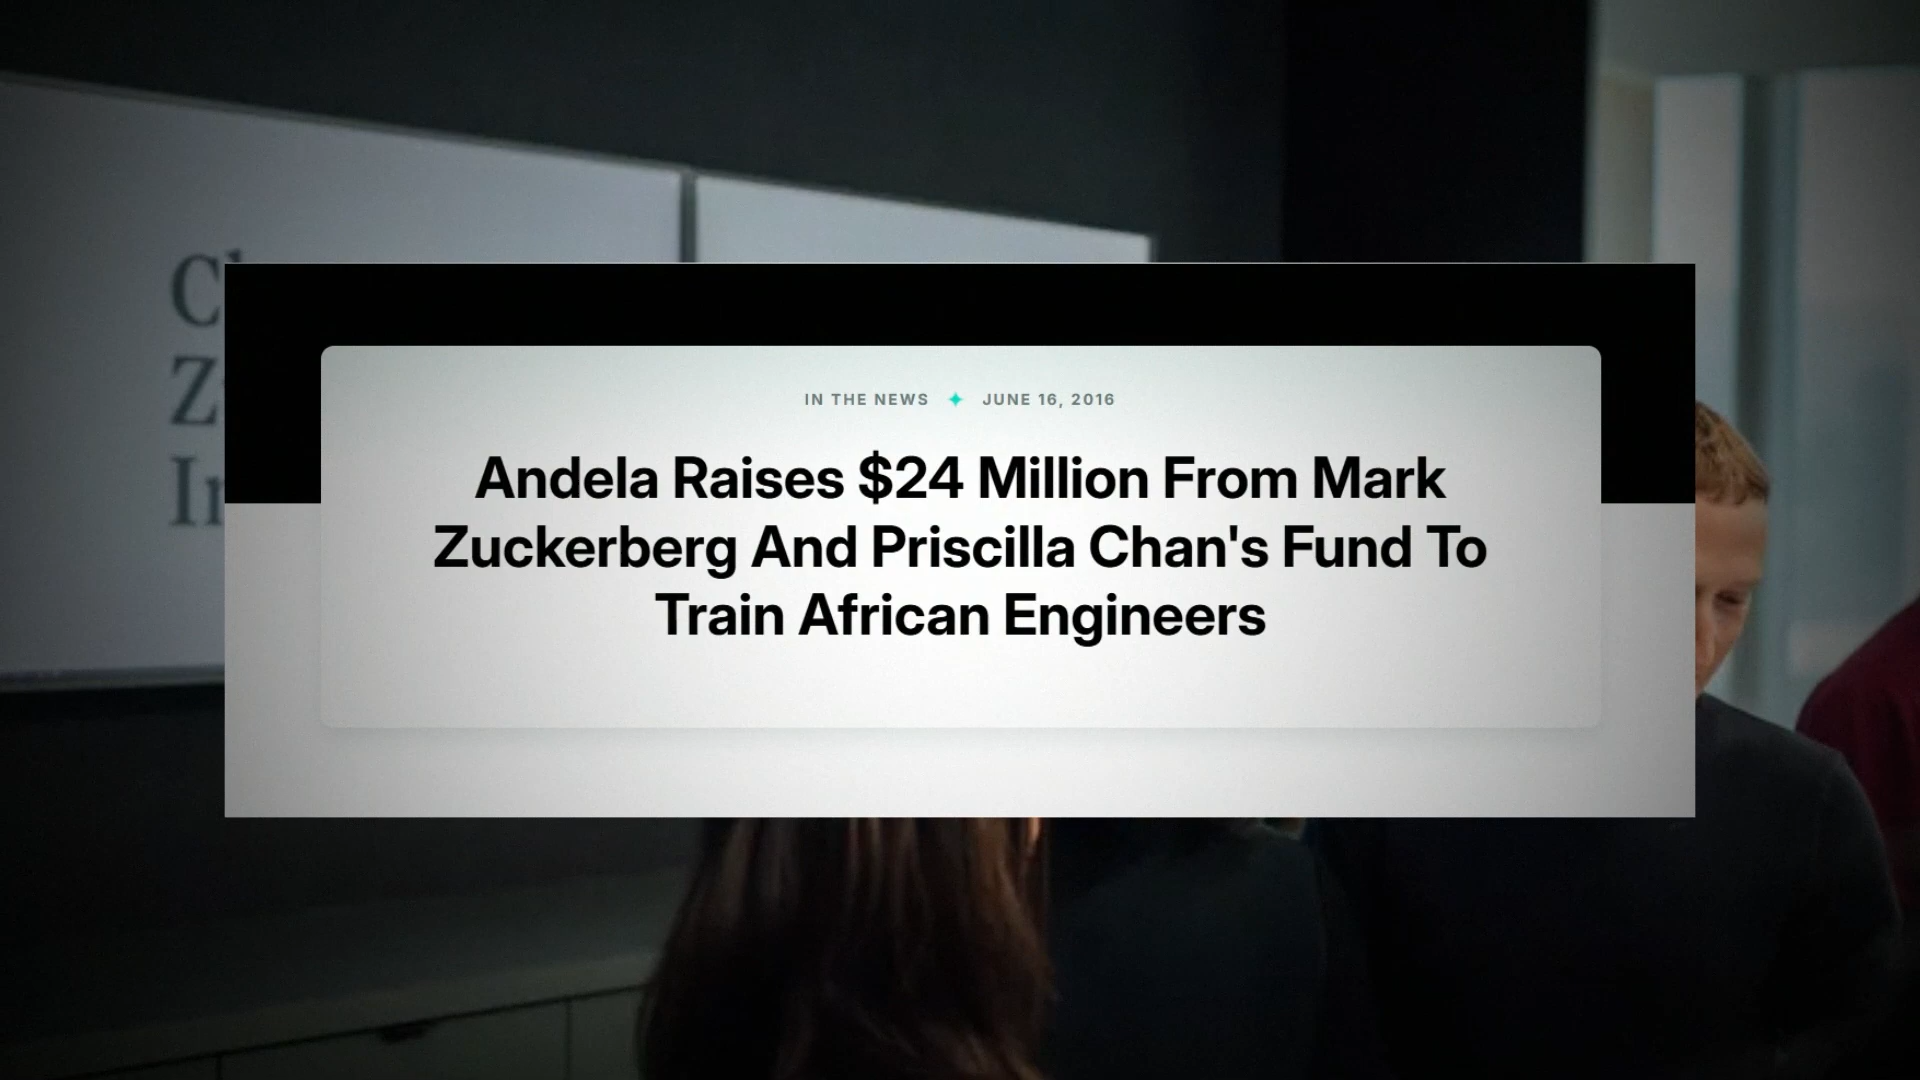 IN THE NEWS ✦ JUNE 16, 2016
Andela Raises $24 Million From Mark
Zuckerberg And Priscilla Chan's Fund To
Train African Engineers